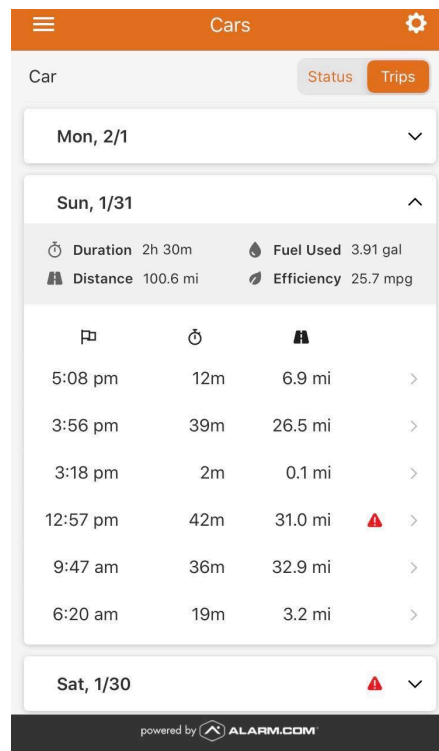 Cars
Car Status Trips
Mon, 2/1
Sun, 1/31
Duration 2h 30m Fuel Used 3.91 gal
Distance 100.6 mi Efficiency 25.7 mpg
5:08 pm 12m 6.9 mi
3:56 pm 39m 26.5 mi
3:18 pm 2m 0.1 mi
12:57 pm 42m 31.0 mi
9:47 am 36m 32.9 mi
6:20 am 19m 3.2 mi
Sat, 1/30
powered by ALARM.COM